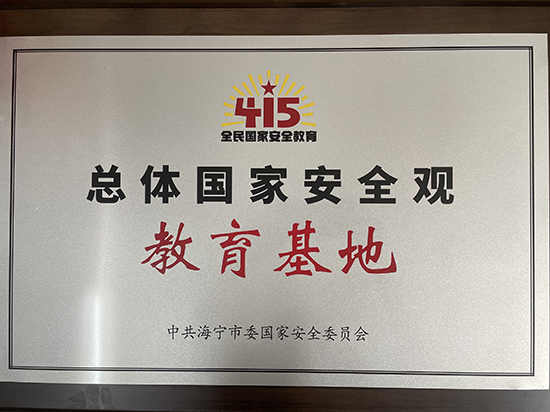 415
全民国家安全教育
总体国家安全观
教育基地
中共海宁市委国家安全委员会